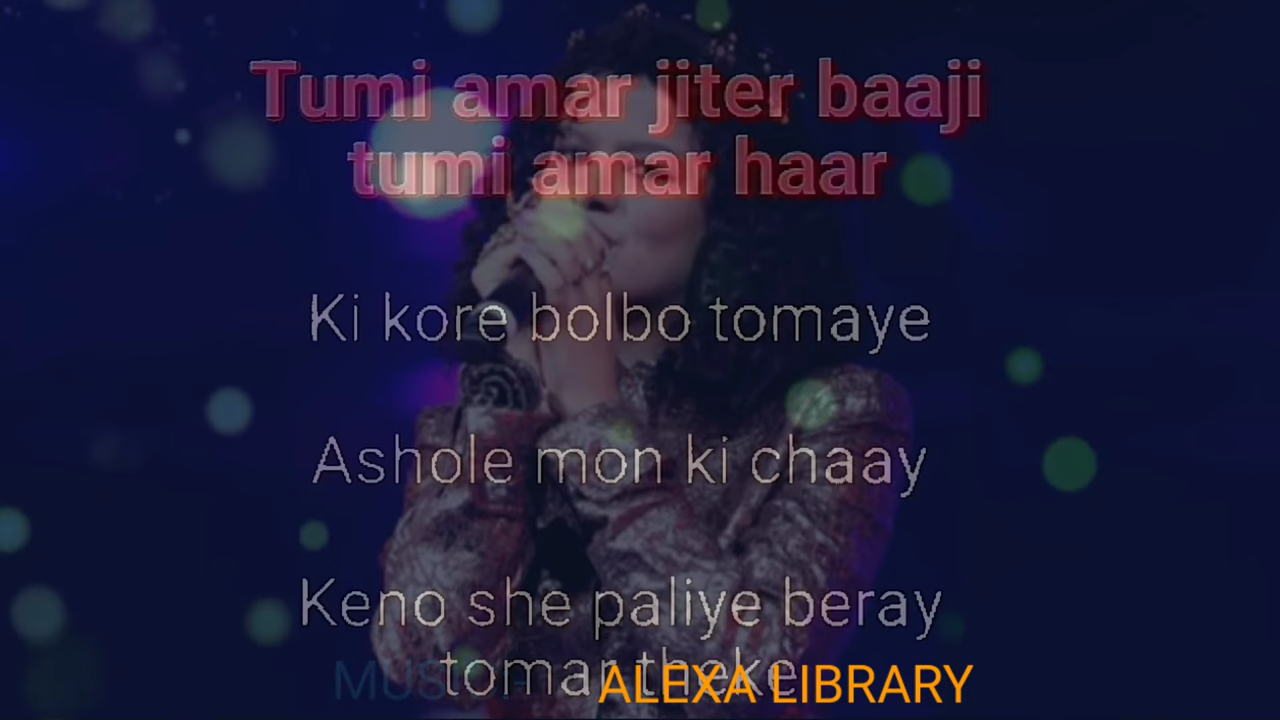 Tumi amar jiter baaji
tumi amar haar
Ki kore bolbo tomaye
Ashole mon ki chaay
Keno she paliye beray
tomar theke
ALEXA LIBRARY